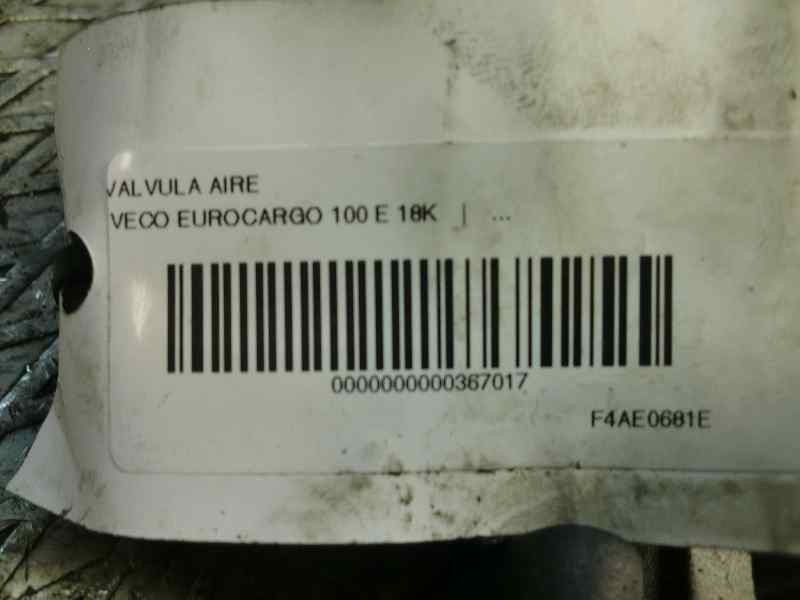 VALVULA AIRE
VECO EUROCARGO 100 E 18K | ...
0000000000367017
F4AE0681E